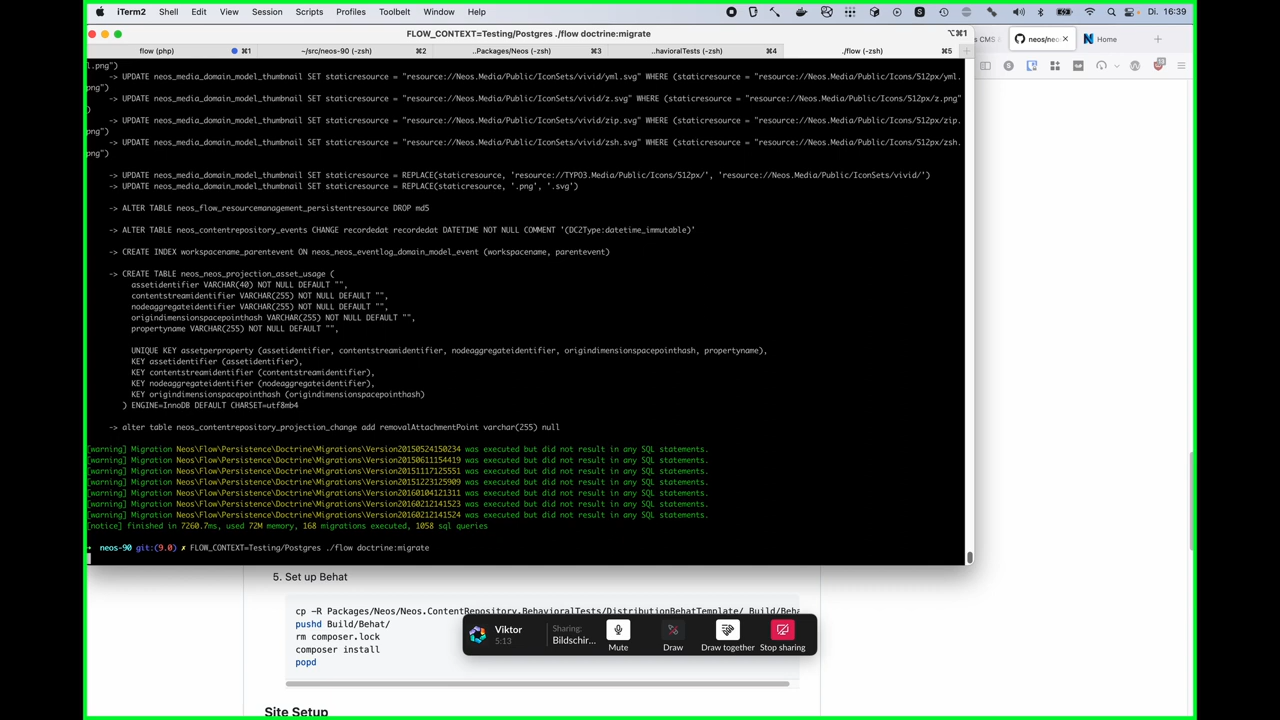 iTerm2 Shell Edit View Session Scripts Profiles Toolbelt Window Help Di. 16:39
FLOW_CONTEXT=Testing/Postgres ./flow doctrine:migrate ⌥⌘1
flow (php) ⌘1 ~/src/neos-90 (-zsh) ⌘2 ..Packages/Neos (-zsh) ⌘3 ..havioralTests (-zsh) ⌘4 ./flow (-zsh) ⌘5
CMS & neos/neo Home
l.png")
-> UPDATE neos_media_domain_model_thumbnail SET staticresource = "resource://Neos.Media/Public/IconSets/vivid/yml.svg" WHERE (staticresource = "resource://Neos.Media/Public/Icons/512px/yml.
png")
-> UPDATE neos_media_domain_model_thumbnail SET staticresource = "resource://Neos.Media/Public/IconSets/vivid/z.svg" WHERE (staticresource = "resource://Neos.Media/Public/Icons/512px/z.png"
)
-> UPDATE neos_media_domain_model_thumbnail SET staticresource = "resource://Neos.Media/Public/IconSets/vivid/zip.svg" WHERE (staticresource = "resource://Neos.Media/Public/Icons/512px/zip.
png")
-> UPDATE neos_media_domain_model_thumbnail SET staticresource = "resource://Neos.Media/Public/IconSets/vivid/zsh.svg" WHERE (staticresource = "resource://Neos.Media/Public/Icons/512px/zsh.
png")
-> UPDATE neos_media_domain_model_thumbnail SET staticresource = REPLACE(staticresource, 'resource://TYPO3.Media/Public/Icons/512px/', 'resource://Neos.Media/Public/IconSets/vivid/')
-> UPDATE neos_media_domain_model_thumbnail SET staticresource = REPLACE(staticresource, '.png', '.svg')
-> ALTER TABLE neos_flow_resourcemanagement_persistentresource DROP md5
-> ALTER TABLE neos_contentrepository_events CHANGE recordedat recordedat DATETIME NOT NULL COMMENT '(DC2Type:datetime_immutable)'
-> CREATE INDEX workspacename_parentevent ON neos_neos_eventlog_domain_model_event (workspacename, parentevent)
-> CREATE TABLE neos_neos_projection_asset_usage (
assetidentifier VARCHAR(40) NOT NULL DEFAULT "",
contentstreamidentifier VARCHAR(255) NOT NULL DEFAULT "",
nodeaggregateidentifier VARCHAR(255) NOT NULL DEFAULT "",
origindimensionspacepointhash VARCHAR(255) NOT NULL DEFAULT "",
propertyname VARCHAR(255) NOT NULL DEFAULT "",
UNIQUE KEY assetperproperty (assetidentifier, contentstreamidentifier, nodeaggregateidentifier, origindimensionspacepointhash, propertyname),
KEY assetidentifier (assetidentifier),
KEY contentstreamidentifier (contentstreamidentifier),
KEY nodeaggregateidentifier (nodeaggregateidentifier),
KEY origindimensionspacepointhash (origindimensionspacepointhash)
) ENGINE=InnoDB DEFAULT CHARSET=utf8mb4
-> alter table neos_contentrepository_projection_change add removalAttachmentPoint varchar(255) null
[warning] Migration Neos\Flow\Persistence\Doctrine\Migrations\Version20150524150234 was executed but did not result in any SQL statements.
[warning] Migration Neos\Flow\Persistence\Doctrine\Migrations\Version20150611154419 was executed but did not result in any SQL statements.
[warning] Migration Neos\Flow\Persistence\Doctrine\Migrations\Version20151117125551 was executed but did not result in any SQL statements.
[warning] Migration Neos\Flow\Persistence\Doctrine\Migrations\Version20151223125909 was executed but did not result in any SQL statements.
[warning] Migration Neos\Flow\Persistence\Doctrine\Migrations\Version20160104121311 was executed but did not result in any SQL statements.
[warning] Migration Neos\Flow\Persistence\Doctrine\Migrations\Version20160212141523 was executed but did not result in any SQL statements.
[warning] Migration Neos\Flow\Persistence\Doctrine\Migrations\Version20160212141524 was executed but did not result in any SQL statements.
[notice] finished in 7260.7ms, used 72M memory, 168 migrations executed, 1058 sql queries
neos-90 git:(9.0) ✗ FLOW_CONTEXT=Testing/Postgres ./flow doctrine:migrate
5. Set up Behat
cp -R Packages/Neos/Neos.ContentRepository.BehavioralTests/DistributionBehatTemplate/ Build/Beha
pushd Build/Behat/
rm composer.lock
composer install
popd
Viktor
5:13
Sharing:
Bildschir...
Mute
Draw
Draw together
Stop sharing
Site Setup